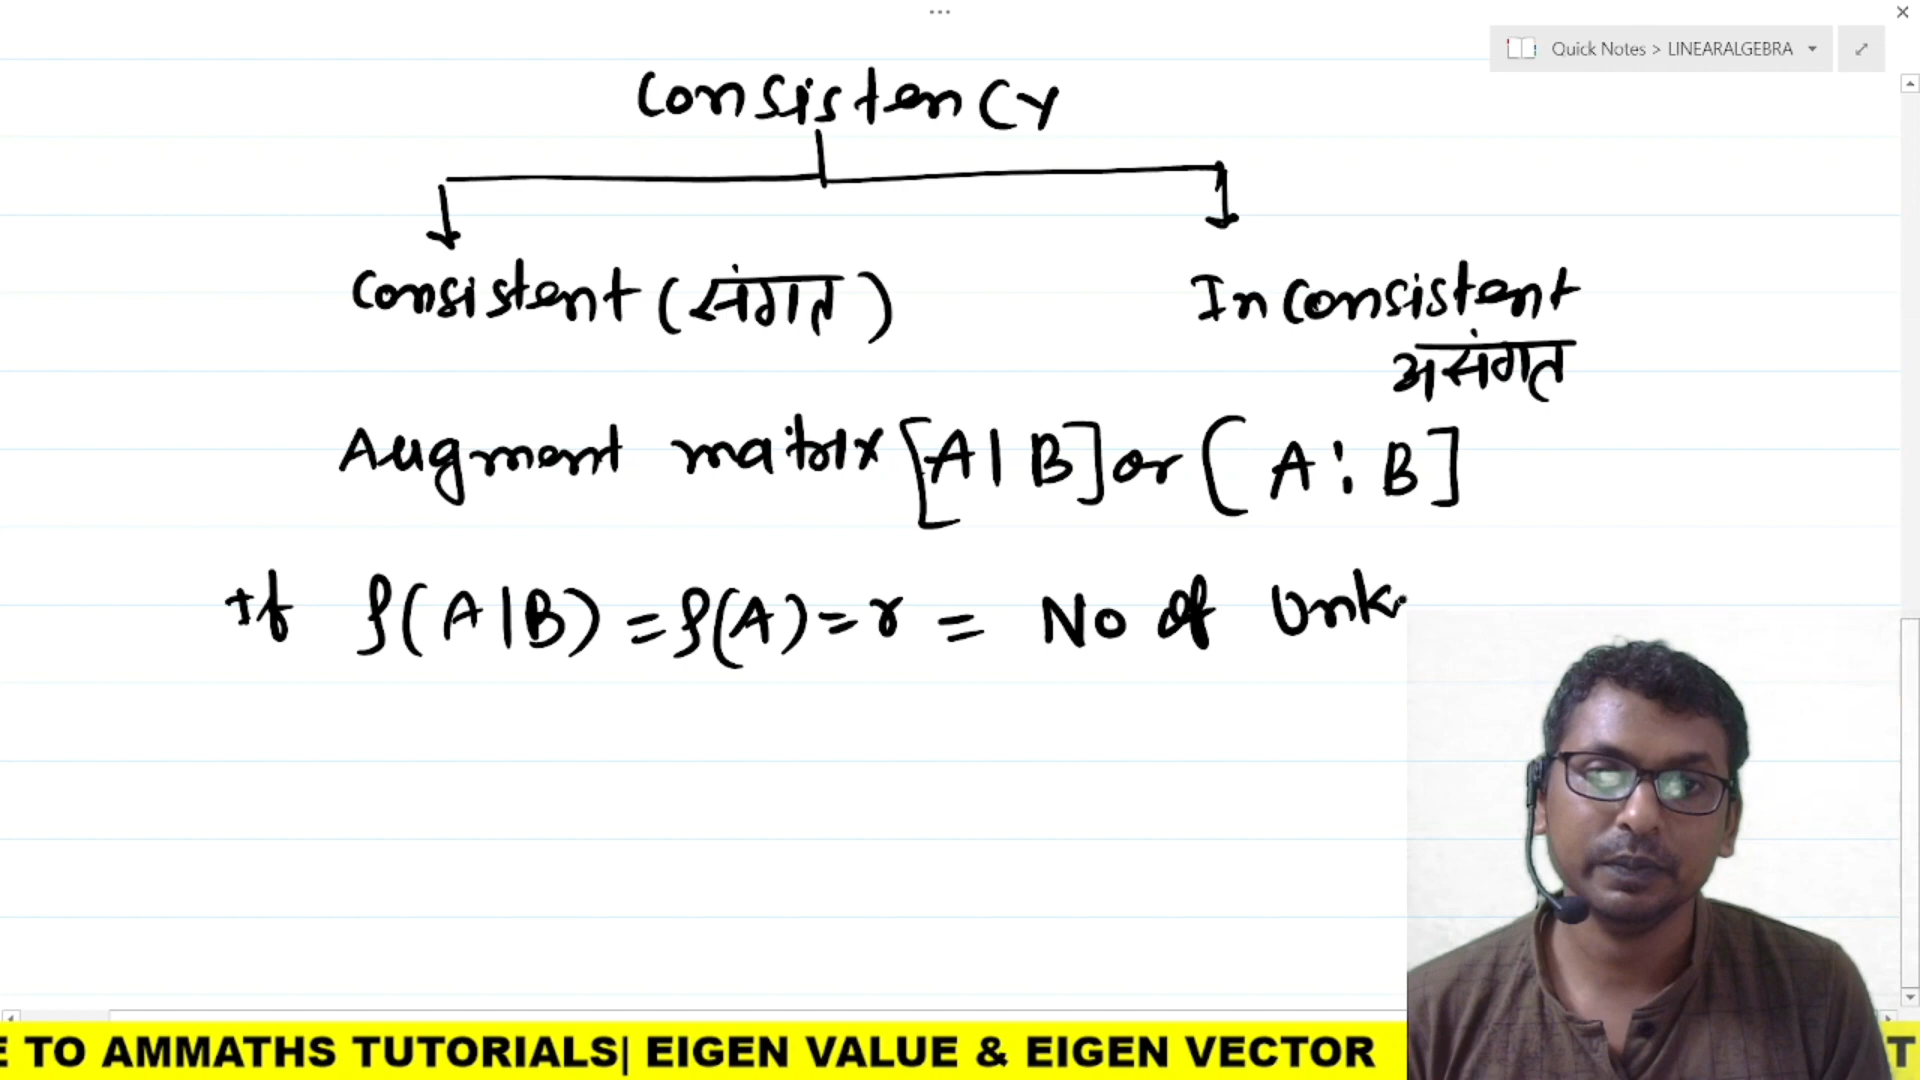 Quick Notes > LINEARALGEBRA
Consistency
Consistent (संगत)
Inconsistent
असंगत
Augment matrix [A | B] or [A : B]
If ρ(A|B) = ρ(A) = r = No of Unk
E TO AMMATHS TUTORIALS| EIGEN VALUE & EIGEN VECTOR
T